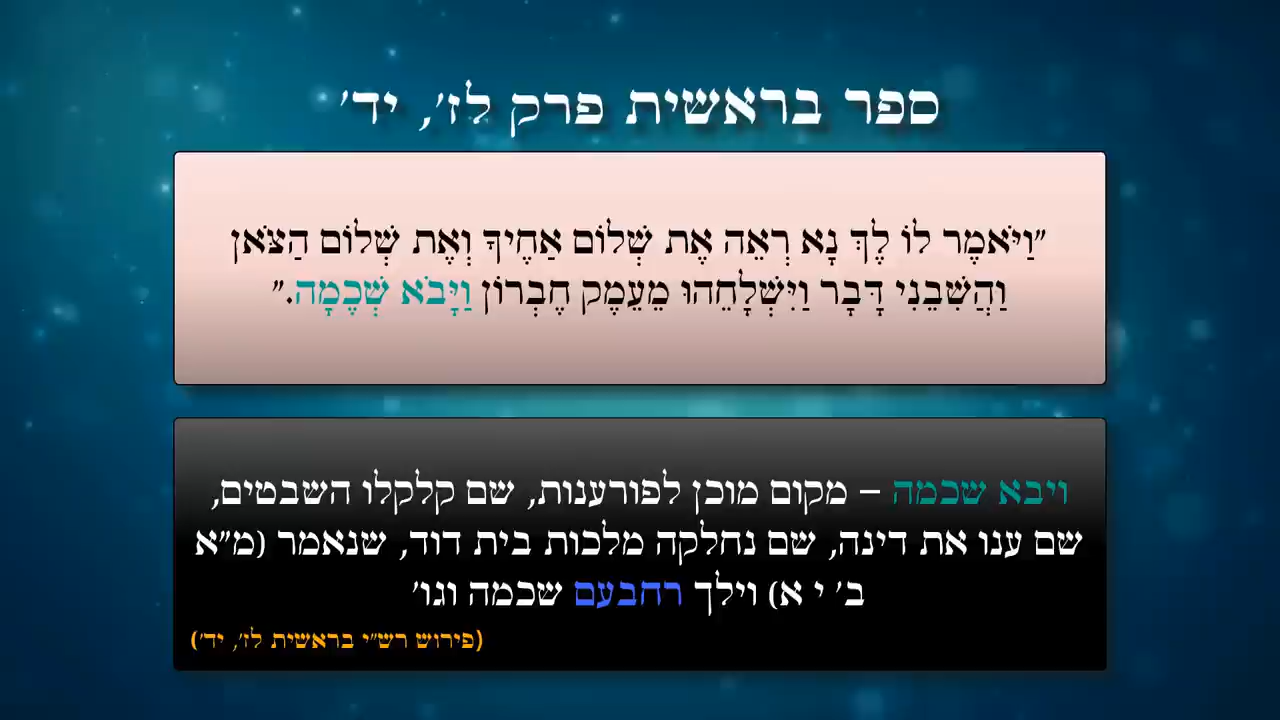 ספר בראשית פרק לז׳, יד׳
״וַיֹּאמֶר לוֹ לֶךְ נָא רְאֵה אֶת שְׁלוֹם אַחֶיךָ וְאֶת שְׁלוֹם הַצֹּאן
וַהֲשִׁבֵנִי דָּבָר וַיִּשְׁלָחֵהוּ מֵעֵמֶק חֶבְרוֹן וַיָּבֹא שְׁכֶמָה.״
ויבא שכמה – מקום מוכן לפורענות, שם קלקלו השבטים,
שם ענו את דינה, שם נחלקה מלכות בית דוד, שנאמר (מ״א
ב׳ י א) וילך רחבעם שכמה וגו׳
(פירוש רש״י בראשית לז׳, יד׳)